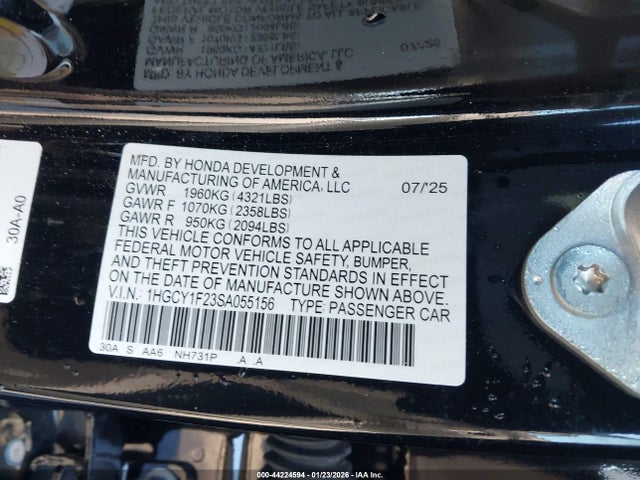 MFD. BY HONDA DEVELOPMENT &
MANUFACTURING OF AMERICA, LLC 07/'25
GVWR 1960KG (4321LBS)
GAWR F 1070KG (2358LBS)
GAWR R 950KG (2094LBS)
THIS VEHICLE CONFORMS TO ALL APPLICABLE
FEDERAL MOTOR VEHICLE SAFETY, BUMPER,
AND THEFT PREVENTION STANDARDS IN EFFECT
ON THE DATE OF MANUFACTURE SHOWN ABOVE.
V.I.N.: 1HGCY1F23SA055156 TYPE: PASSENGER CAR
30A S AA6 NH731P .A .A
30A-A0
000-44224594 - 01/23/2026 - IAA Inc.